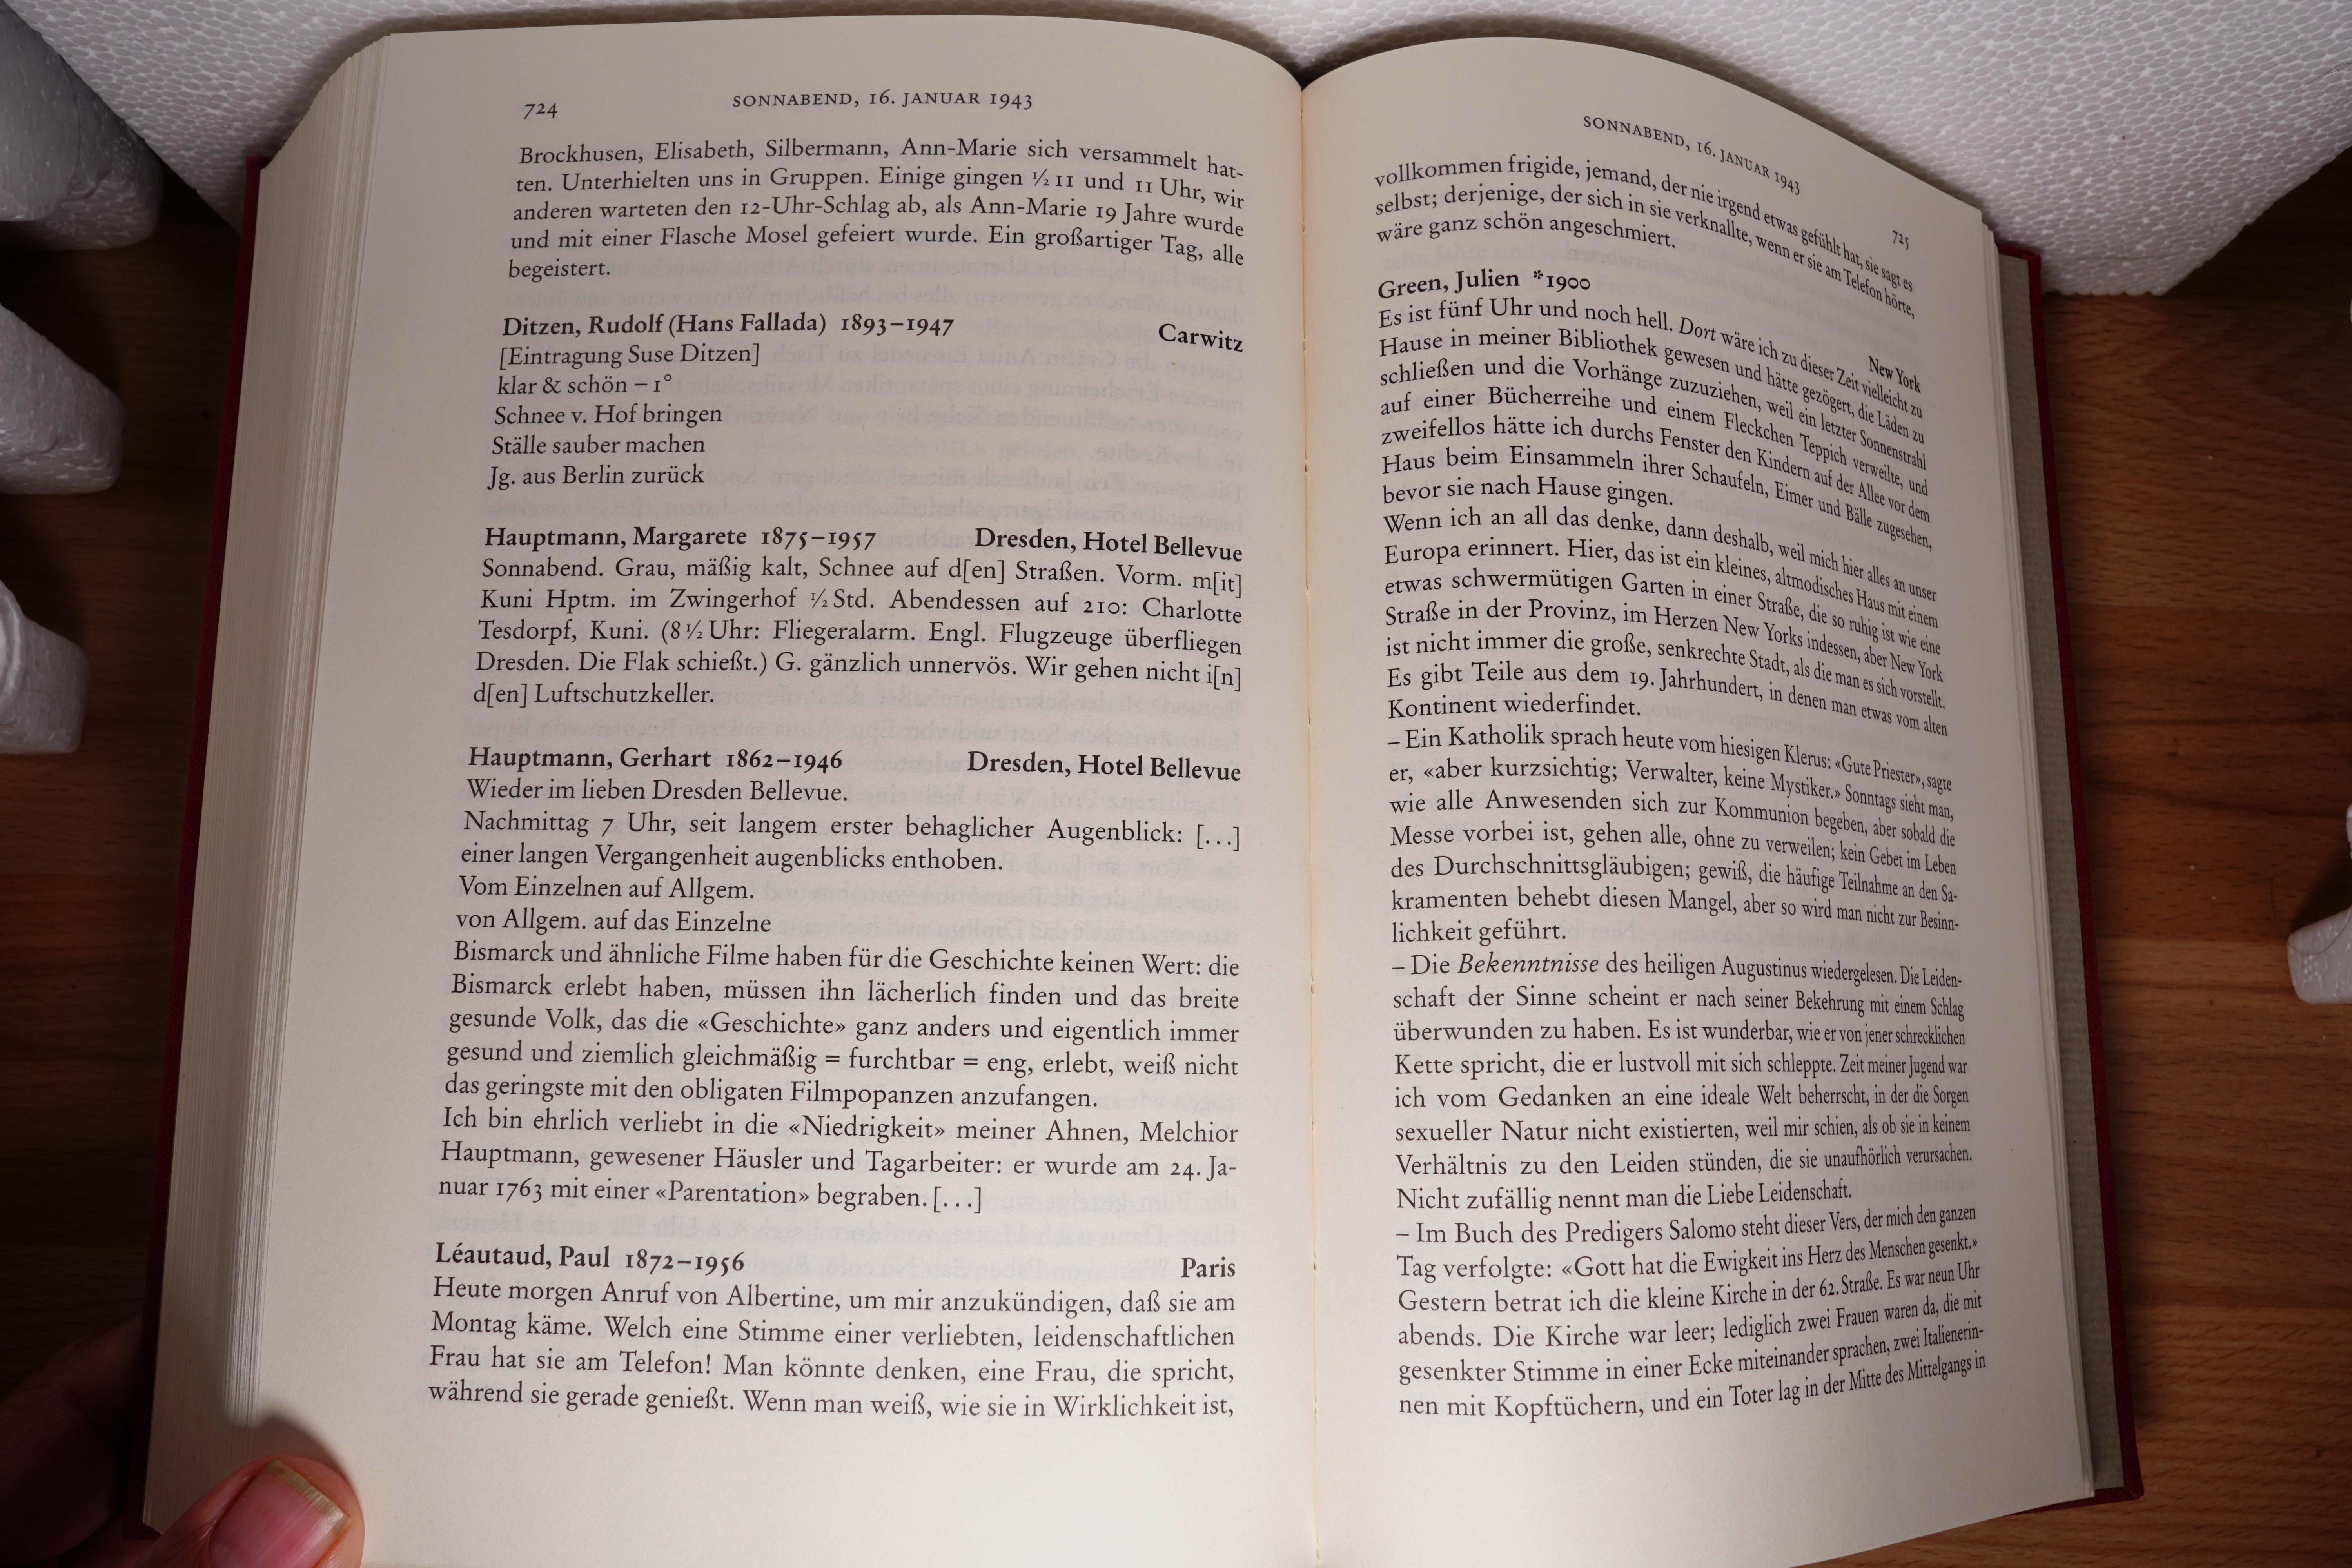 724
SONNABEND, 16. JANUAR 1943
Brockhusen, Elisabeth, Silbermann, Ann-Marie sich versammelt hat-
ten. Unterhielten uns in Gruppen. Einige gingen ½ 11 und 11 Uhr, wir
anderen warteten den 12-Uhr-Schlag ab, als Ann-Marie 19 Jahre wurde
und mit einer Flasche Mosel gefeiert wurde. Ein großartiger Tag, alle
begeistert.
Ditzen, Rudolf (Hans Fallada) 1893–1947 Carwitz
[Eintragung Suse Ditzen]
klar & schön – 1°
Schnee v. Hof bringen
Ställe sauber machen
Jg. aus Berlin zurück
Hauptmann, Margarete 1875–1957 Dresden, Hotel Bellevue
Sonnabend. Grau, mäßig kalt, Schnee auf d[en] Straßen. Vorm. m[it]
Kuni Hptm. im Zwingerhof ½ Std. Abendessen auf 210: Charlotte
Tesdorpf, Kuni. (8 ½ Uhr: Fliegeralarm. Engl. Flugzeuge überfliegen
Dresden. Die Flak schießt.) G. gänzlich unnervös. Wir gehen nicht i[n]
d[en] Luftschutzkeller.
Hauptmann, Gerhart 1862–1946 Dresden, Hotel Bellevue
Wieder im lieben Dresden Bellevue.
Nachmittag 7 Uhr, seit langem erster behaglicher Augenblick: [...]
einer langen Vergangenheit augenblicks enthoben.
Vom Einzelnen auf Allgem.
von Allgem. auf das Einzelne
Bismarck und ähnliche Filme haben für die Geschichte keinen Wert: die
Bismarck erlebt haben, müssen ihn lächerlich finden und das breite
gesunde Volk, das die «Geschichte» ganz anders und eigentlich immer
gesund und ziemlich gleichmäßig = furchtbar = eng, erlebt, weiß nicht
das geringste mit den obligaten Filmpopanzen anzufangen.
Ich bin ehrlich verliebt in die «Niedrigkeit» meiner Ahnen, Melchior
Hauptmann, gewesener Häusler und Tagarbeiter: er wurde am 24. Ja-
nuar 1763 mit einer «Parentation» begraben. [...]
Léautaud, Paul 1872–1956 Paris
Heute morgen Anruf von Albertine, um mir anzukündigen, daß sie am
Montag käme. Welch eine Stimme einer verliebten, leidenschaftlichen
Frau hat sie am Telefon! Man könnte denken, eine Frau, die spricht,
während sie gerade genießt. Wenn man weiß, wie sie in Wirklichkeit ist,
SONNABEND, 16. JANUAR 1943
725
vollkommen frigide, jemand, der nie irgend etwas gefühlt hat, sie sagt es
selbst; derjenige, der sich in sie verknallte, wenn er sie am Telefon hörte,
wäre ganz schön angeschmiert.
Green, Julien *1900 New York
Es ist fünf Uhr und noch hell. Dort wäre ich zu dieser Zeit vielleicht zu
Hause in meiner Bibliothek gewesen und hätte gezögert, die Läden zu
schließen und die Vorhänge zuzuziehen, weil ein letzter Sonnenstrahl
auf einer Bücherreihe und einem Fleckchen Teppich verweilte, und
zweifellos hätte ich durchs Fenster den Kindern auf der Allee vor dem
Haus beim Einsammeln ihrer Schaufeln, Eimer und Bälle zugesehen,
bevor sie nach Hause gingen.
Wenn ich an all das denke, dann deshalb, weil mich hier alles an unser
Europa erinnert. Hier, das ist ein kleines, altmodisches Haus mit einem
etwas schwermütigen Garten in einer Straße, die so ruhig ist wie eine
Straße in der Provinz, im Herzen New Yorks indessen, aber New York
ist nicht immer die große, senkrechte Stadt, als die man es sich vorstellt.
Es gibt Teile aus dem 19. Jahrhundert, in denen man etwas vom alten
Kontinent wiederfindet.
– Ein Katholik sprach heute vom hiesigen Klerus: «Gute Priester», sagte
er, «aber kurzsichtig; Verwalter, keine Mystiker.» Sonntags sieht man,
wie alle Anwesenden sich zur Kommunion begeben, aber sobald die
Messe vorbei ist, gehen alle, ohne zu verweilen; kein Gebet im Leben
des Durchschnittsgläubigen; gewiß, die häufige Teilnahme an den Sa-
kramenten behebt diesen Mangel, aber so wird man nicht zur Besinn-
lichkeit geführt.
– Die Bekenntnisse des heiligen Augustinus wiedergelesen. Die Leiden-
schaft der Sinne scheint er nach seiner Bekehrung mit einem Schlag
überwunden zu haben. Es ist wunderbar, wie er von jener schrecklichen
Kette spricht, die er lustvoll mit sich schleppte. Zeit meiner Jugend war
ich vom Gedanken an eine ideale Welt beherrscht, in der die Sorgen
sexueller Natur nicht existierten, weil mir schien, als ob sie in keinem
Verhältnis zu den Leiden stünden, die sie unaufhörlich verursachen.
Nicht zufällig nennt man die Liebe Leidenschaft.
– Im Buch des Predigers Salomo steht dieser Vers, der mich den ganzen
Tag verfolgte: «Gott hat die Ewigkeit ins Herz des Menschen gesenkt.»
Gestern betrat ich die kleine Kirche in der 62. Straße. Es war neun Uhr
abends. Die Kirche war leer; lediglich zwei Frauen waren da, die mit
gesenkter Stimme in einer Ecke miteinander sprachen, zwei Italienerin-
nen mit Kopftüchern, und ein Toter lag in der Mitte des Mittelgangs in